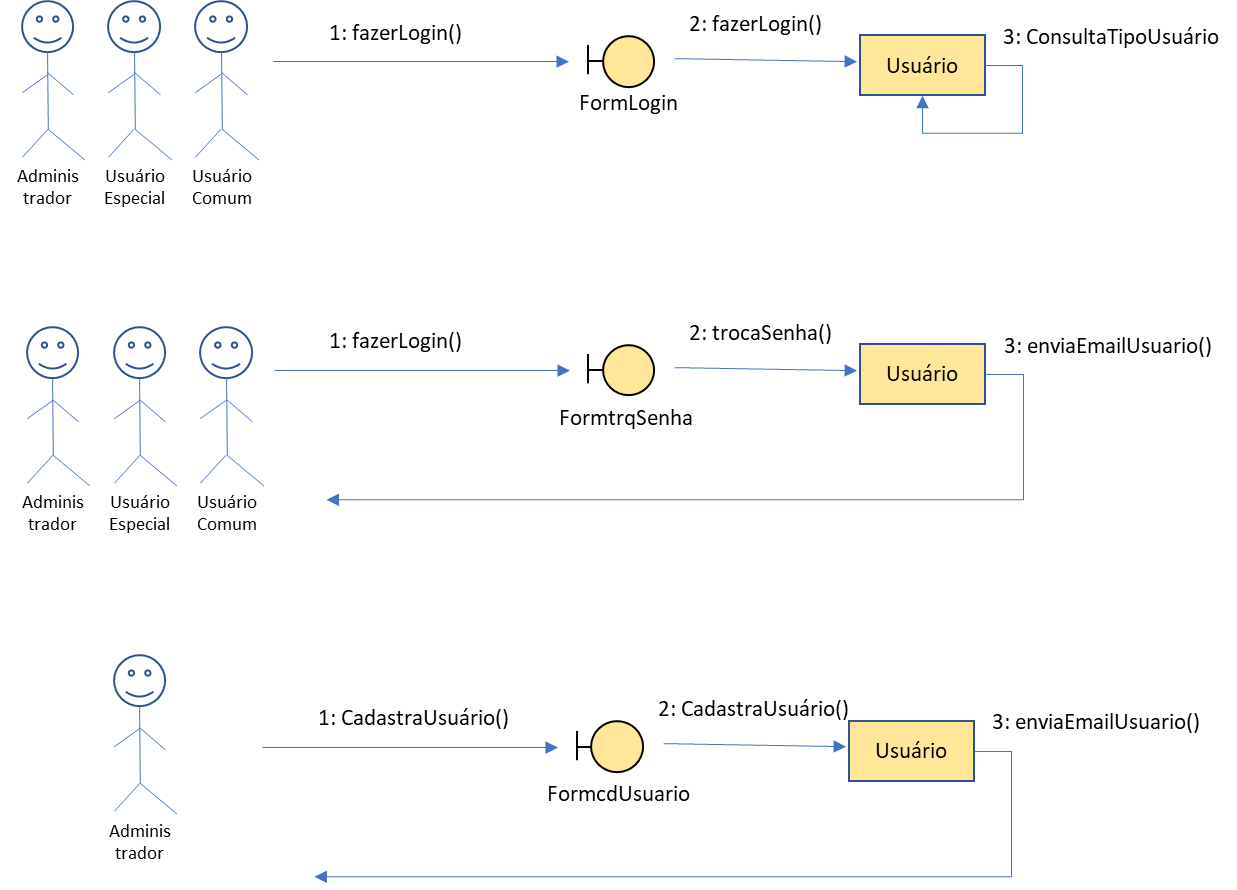 1: fazerLogin()
2: fazerLogin()
3: ConsultaTipoUsuário
Usuário
FormLogin
Adminis
trador
Usuário
Especial
Usuário
Comum
1: fazerLogin()
2: trocaSenha()
3: enviaEmailUsuario()
Usuário
FormtrqSenha
Adminis
trador
Usuário
Especial
Usuário
Comum
1: CadastraUsuário()
2: CadastraUsuário()
3: enviaEmailUsuario()
Usuário
FormcdUsuario
Adminis
trador